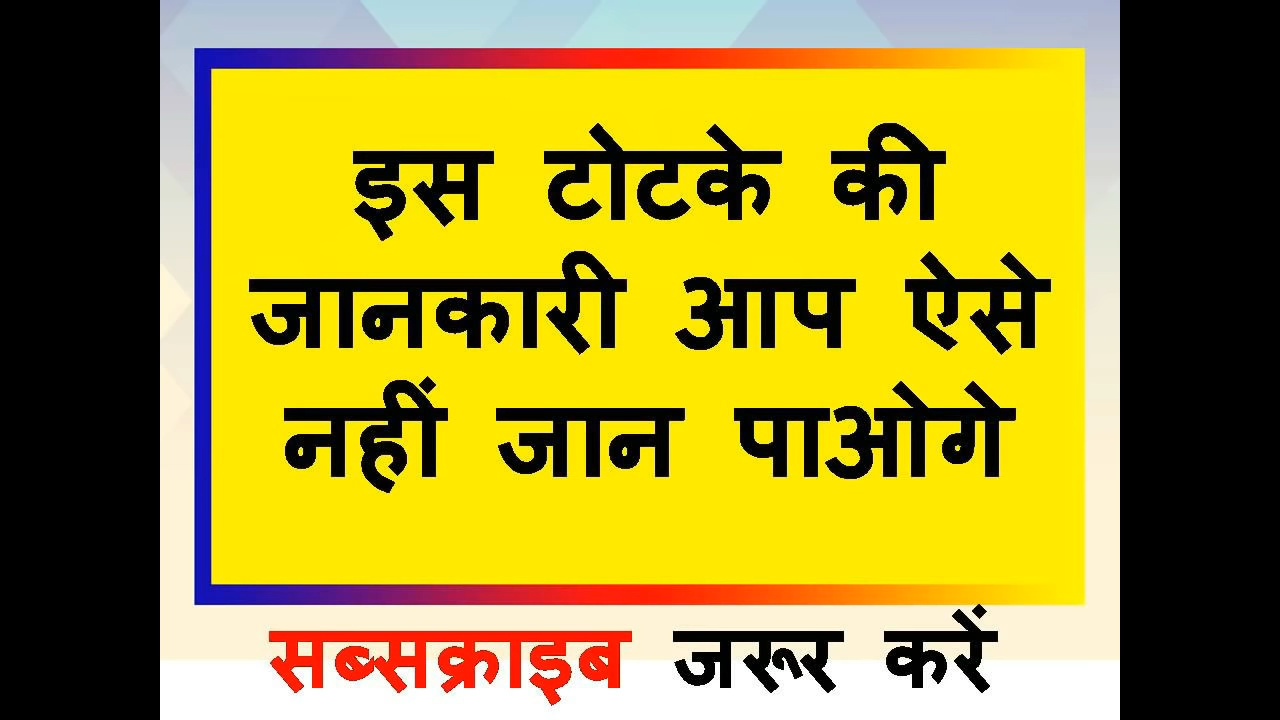 इस टोटके की
जानकारी आप ऐसे
नहीं जान पाओगे
सब्सक्राइब जरूर करें